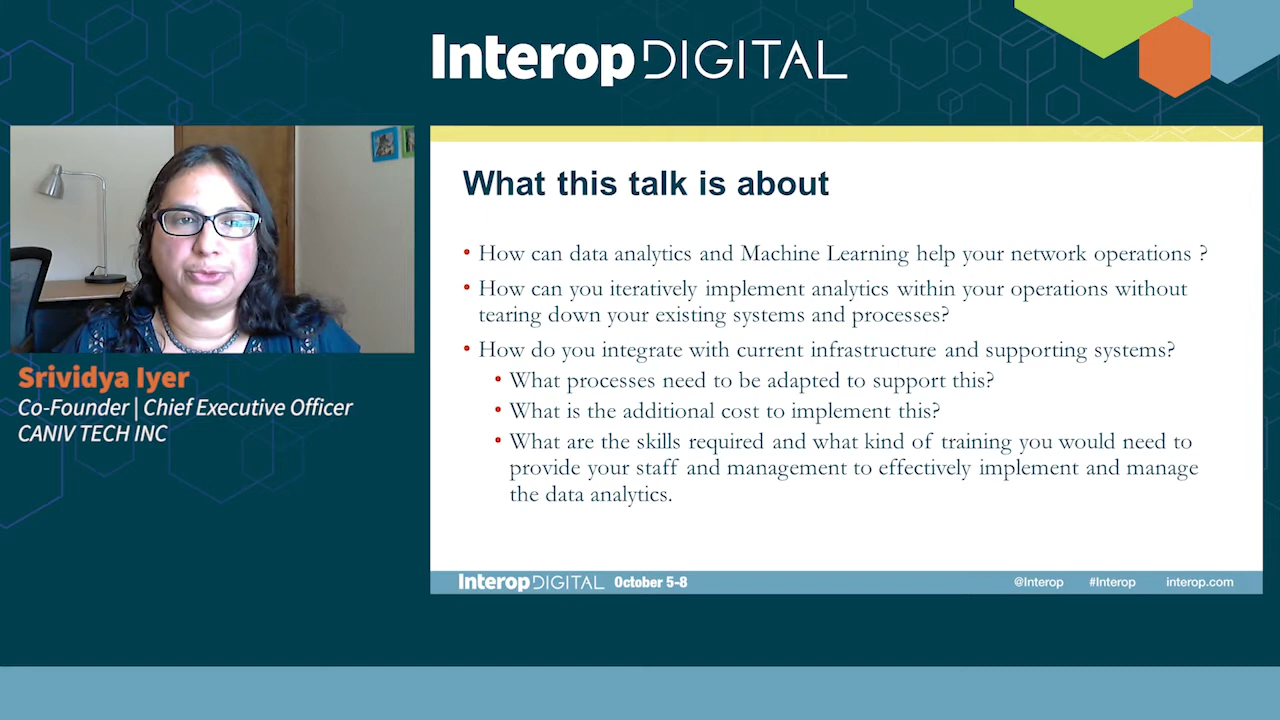 Interop DIGITAL
Srividya Iyer
Co-Founder | Chief Executive Officer
CANIV TECH INC
What this talk is about
• How can data analytics and Machine Learning help your network operations ?
• How can you iteratively implement analytics within your operations without
tearing down your existing systems and processes?
• How do you integrate with current infrastructure and supporting systems?
• What processes need to be adapted to support this?
• What is the additional cost to implement this?
• What are the skills required and what kind of training you would need to
provide your staff and management to effectively implement and manage
the data analytics.
Interop DIGITAL October 5-8 @Interop #Interop interop.com